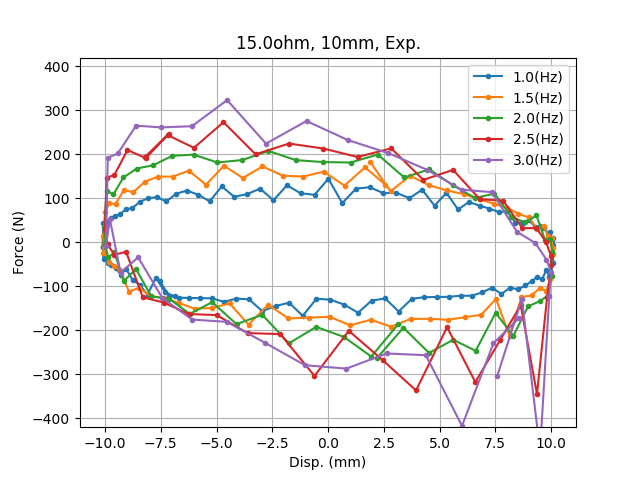 15.0ohm, 10mm, Exp.
1.0(Hz)
1.5(Hz)
2.0(Hz)
2.5(Hz)
3.0(Hz)
400
300
200
100
0
−100
−200
−300
−400
Force (N)
−10.0 −7.5 −5.0 −2.5 0.0 2.5 5.0 7.5 10.0
Disp. (mm)